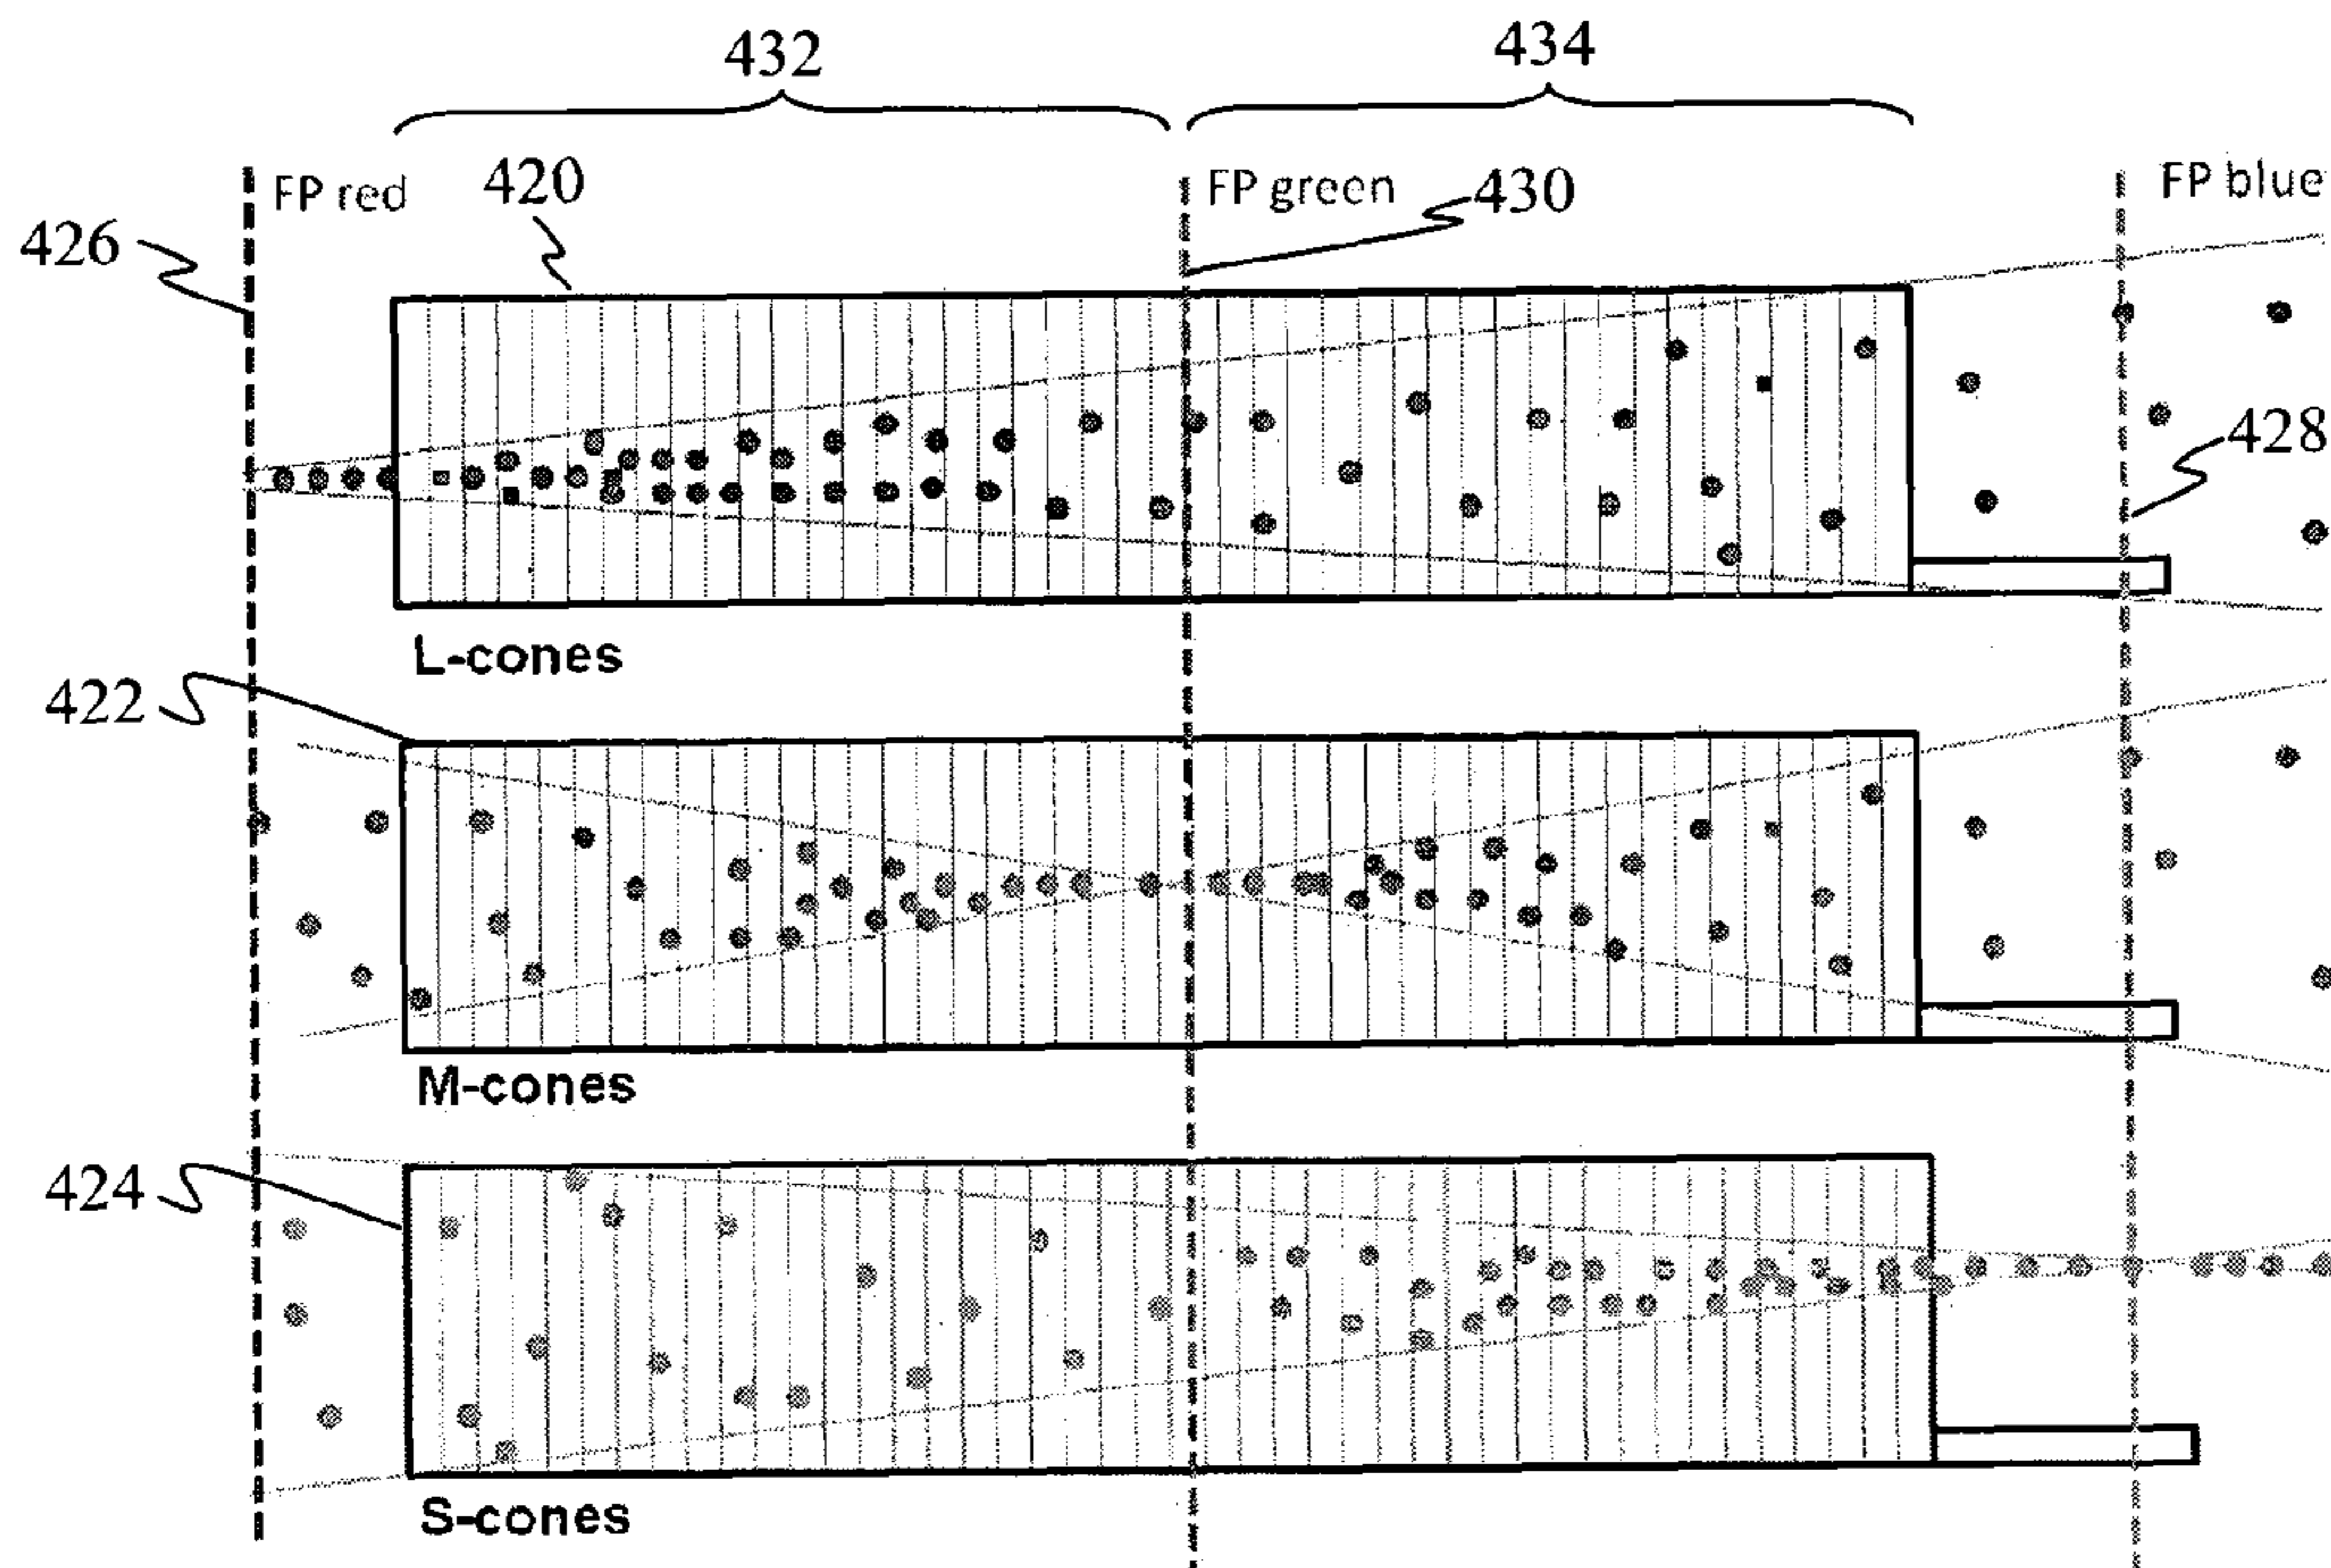 432
434
FP red
420
FP green
430
FP blue
426
428
L-cones
422
M-cones
424
S-cones